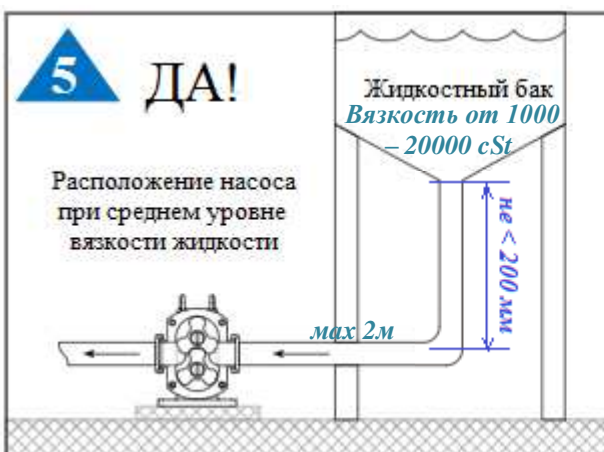 5
ДА!
Жидкостный бак
Вязкость от 1000
– 20000 cSt
Расположение насоса
при среднем уровне
вязкости жидкости
не < 200 мм
мах 2м